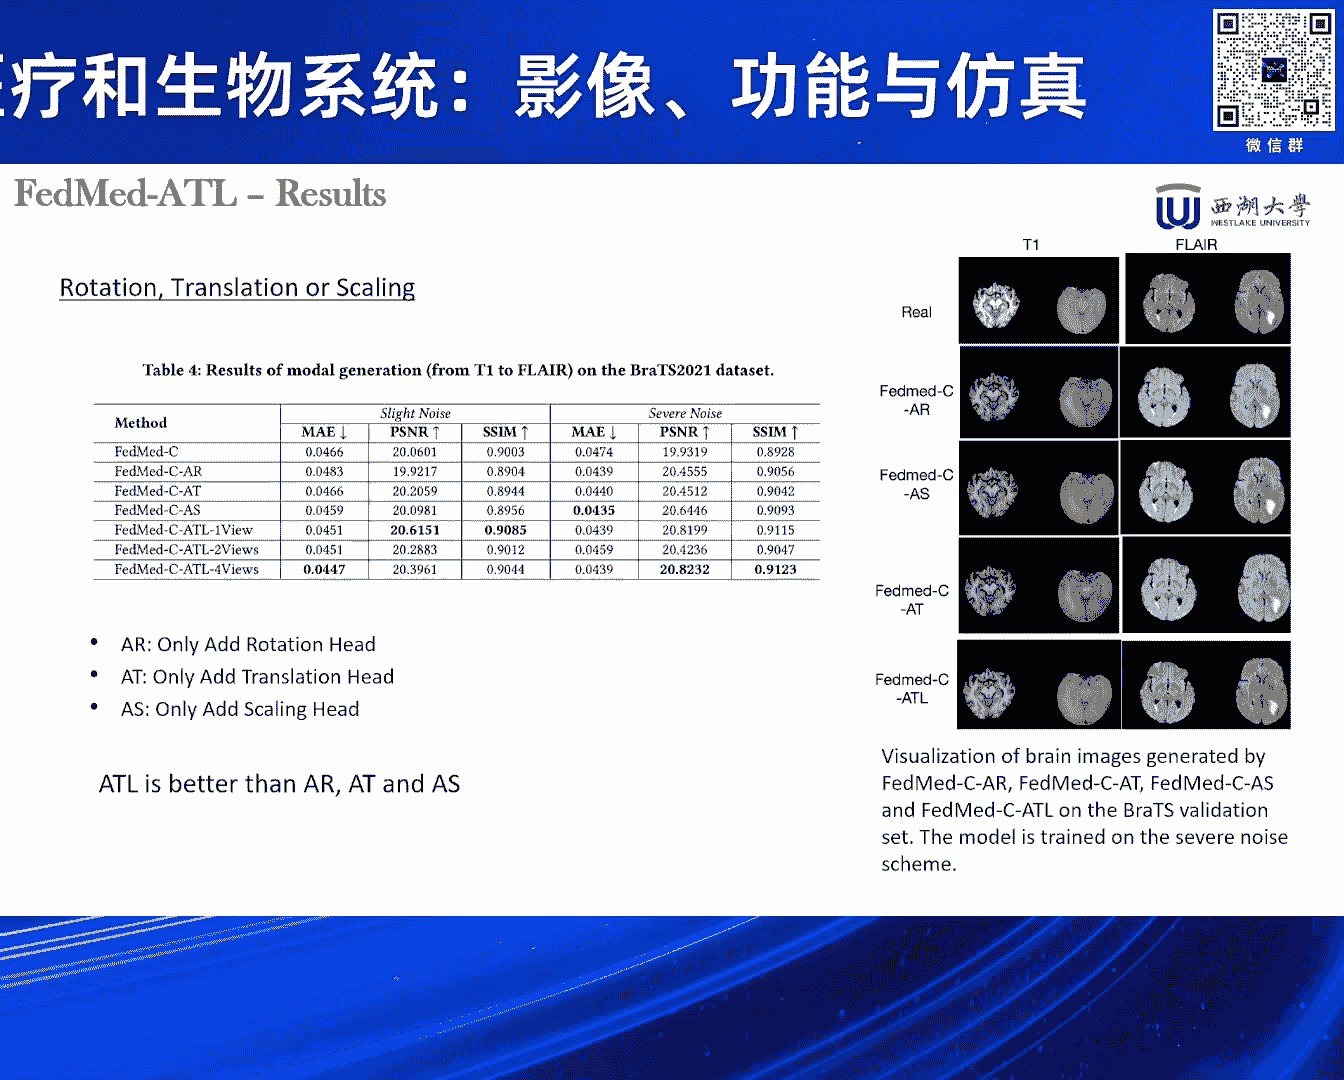 疗和生物系统：影像、功能与仿真
微信群
FedMed-ATL – Results
西湖大學
WESTLAKE UNIVERSITY
Rotation, Translation or Scaling
Table 4: Results of modal generation (from T1 to FLAIR) on the BraTS2021 dataset.
Method Slight Noise Severe Noise
MAE ↓ PSNR ↑ SSIM ↑ MAE ↓ PSNR ↑ SSIM ↑
FedMed-C 0.0466 20.0601 0.9003 0.0474 19.9319 0.8928
FedMed-C-AR 0.0483 19.9217 0.8904 0.0439 20.4555 0.9056
FedMed-C-AT 0.0466 20.2059 0.8944 0.0440 20.4512 0.9042
FedMed-C-AS 0.0459 20.0981 0.8956 0.0435 20.6446 0.9093
FedMed-C-ATL-1View 0.0451 20.6151 0.9085 0.0439 20.8199 0.9115
FedMed-C-ATL-2Views 0.0451 20.2883 0.9012 0.0459 20.4236 0.9047
FedMed-C-ATL-4Views 0.0447 20.3961 0.9044 0.0439 20.8232 0.9123
• AR: Only Add Rotation Head
• AT: Only Add Translation Head
• AS: Only Add Scaling Head
ATL is better than AR, AT and AS
T1 FLAIR
Real
Fedmed-C
-AR
Fedmed-C
-AS
Fedmed-C
-AT
Fedmed-C
-ATL
Visualization of brain images generated by
FedMed-C-AR, FedMed-C-AT, FedMed-C-AS
and FedMed-C-ATL on the BraTS validation
set. The model is trained on the severe noise
scheme.